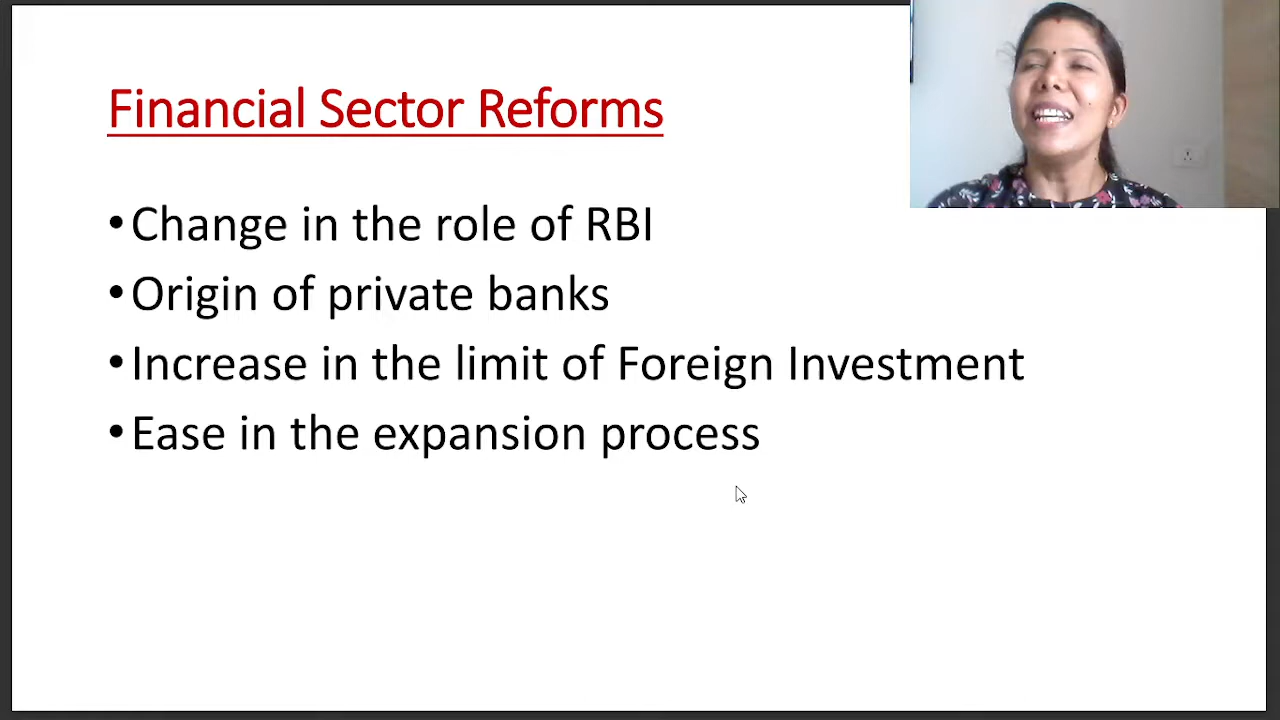 Financial Sector Reforms
•Change in the role of RBI
•Origin of private banks
•Increase in the limit of Foreign Investment
•Ease in the expansion process